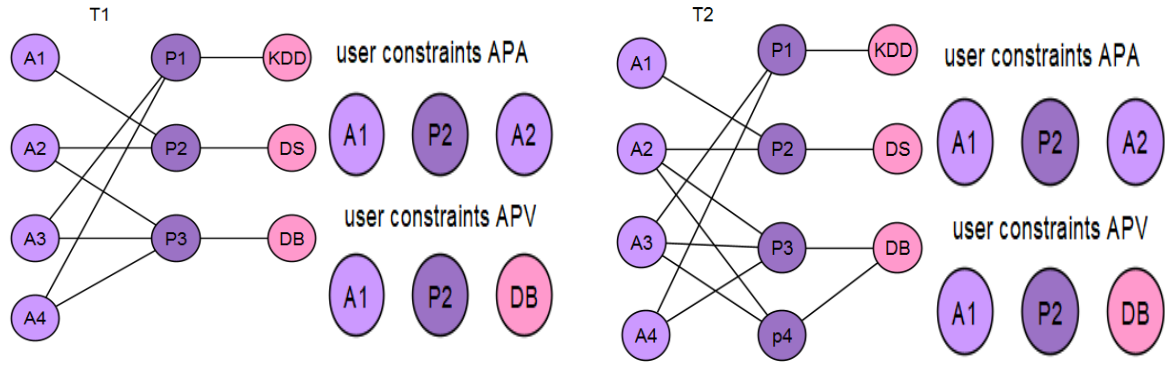 T1
A1 P1 KDD
A2 P2 DS
A3 P3 DB
A4
user constraints APA
A1 P2 A2
user constraints APV
A1 P2 DB
T2
A1 P1 KDD
A2 P2 DS
A3 P3 DB
A4 p4
user constraints APA
A1 P2 A2
user constraints APV
A1 P2 DB